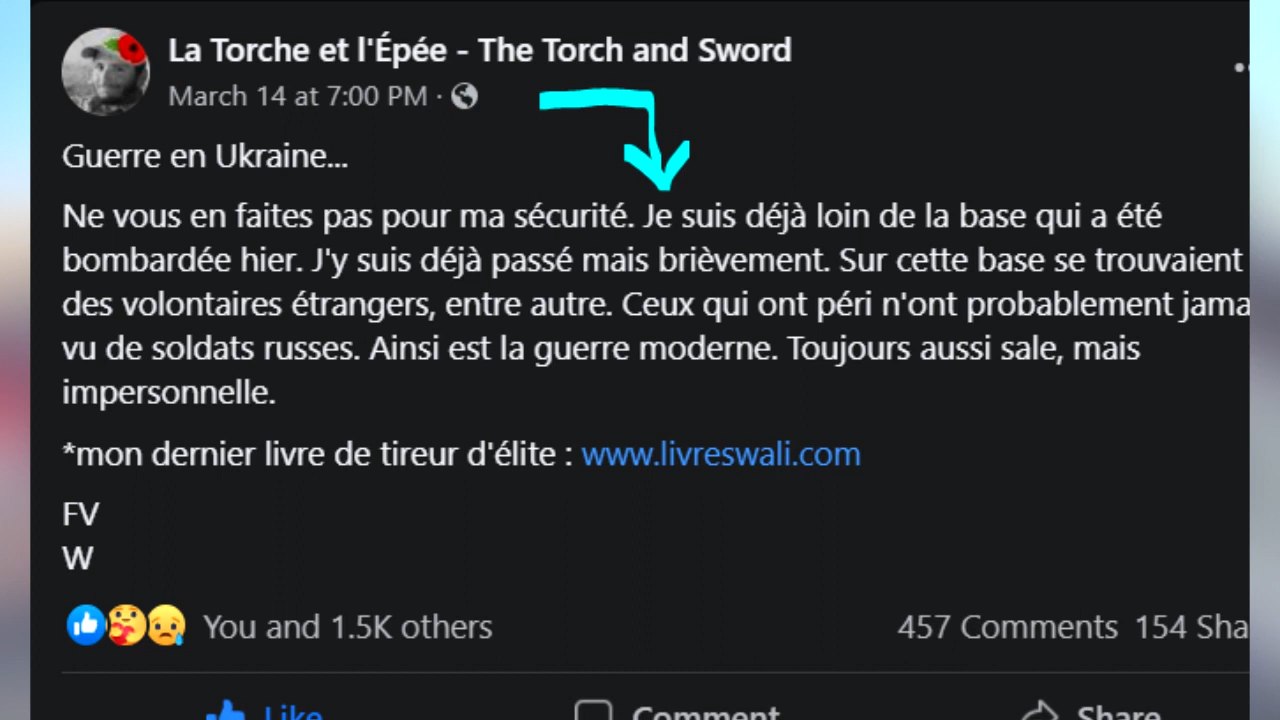 La Torche et l'Épée - The Torch and Sword
March 14 at 7:00 PM ·
Guerre en Ukraine...
Ne vous en faites pas pour ma sécurité. Je suis déjà loin de la base qui a été
bombardée hier. J'y suis déjà passé mais brièvement. Sur cette base se trouvaient
des volontaires étrangers, entre autre. Ceux qui ont péri n'ont probablement jama
vu de soldats russes. Ainsi est la guerre moderne. Toujours aussi sale, mais
impersonnelle.
*mon dernier livre de tireur d'élite : www.livreswali.com
FV
W
You and 1.5K others 457 Comments 154 Sha
Like Comment Share